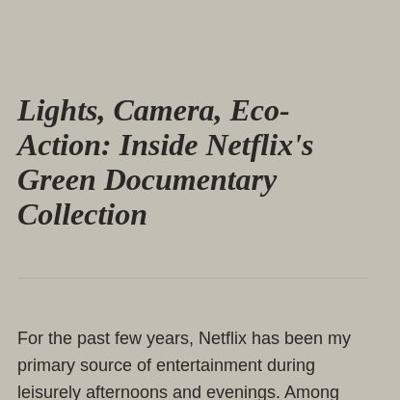 Lights, Camera, Eco-
Action: Inside Netflix's
Green Documentary
Collection
For the past few years, Netflix has been my
primary source of entertainment during
leisurely afternoons and evenings. Among